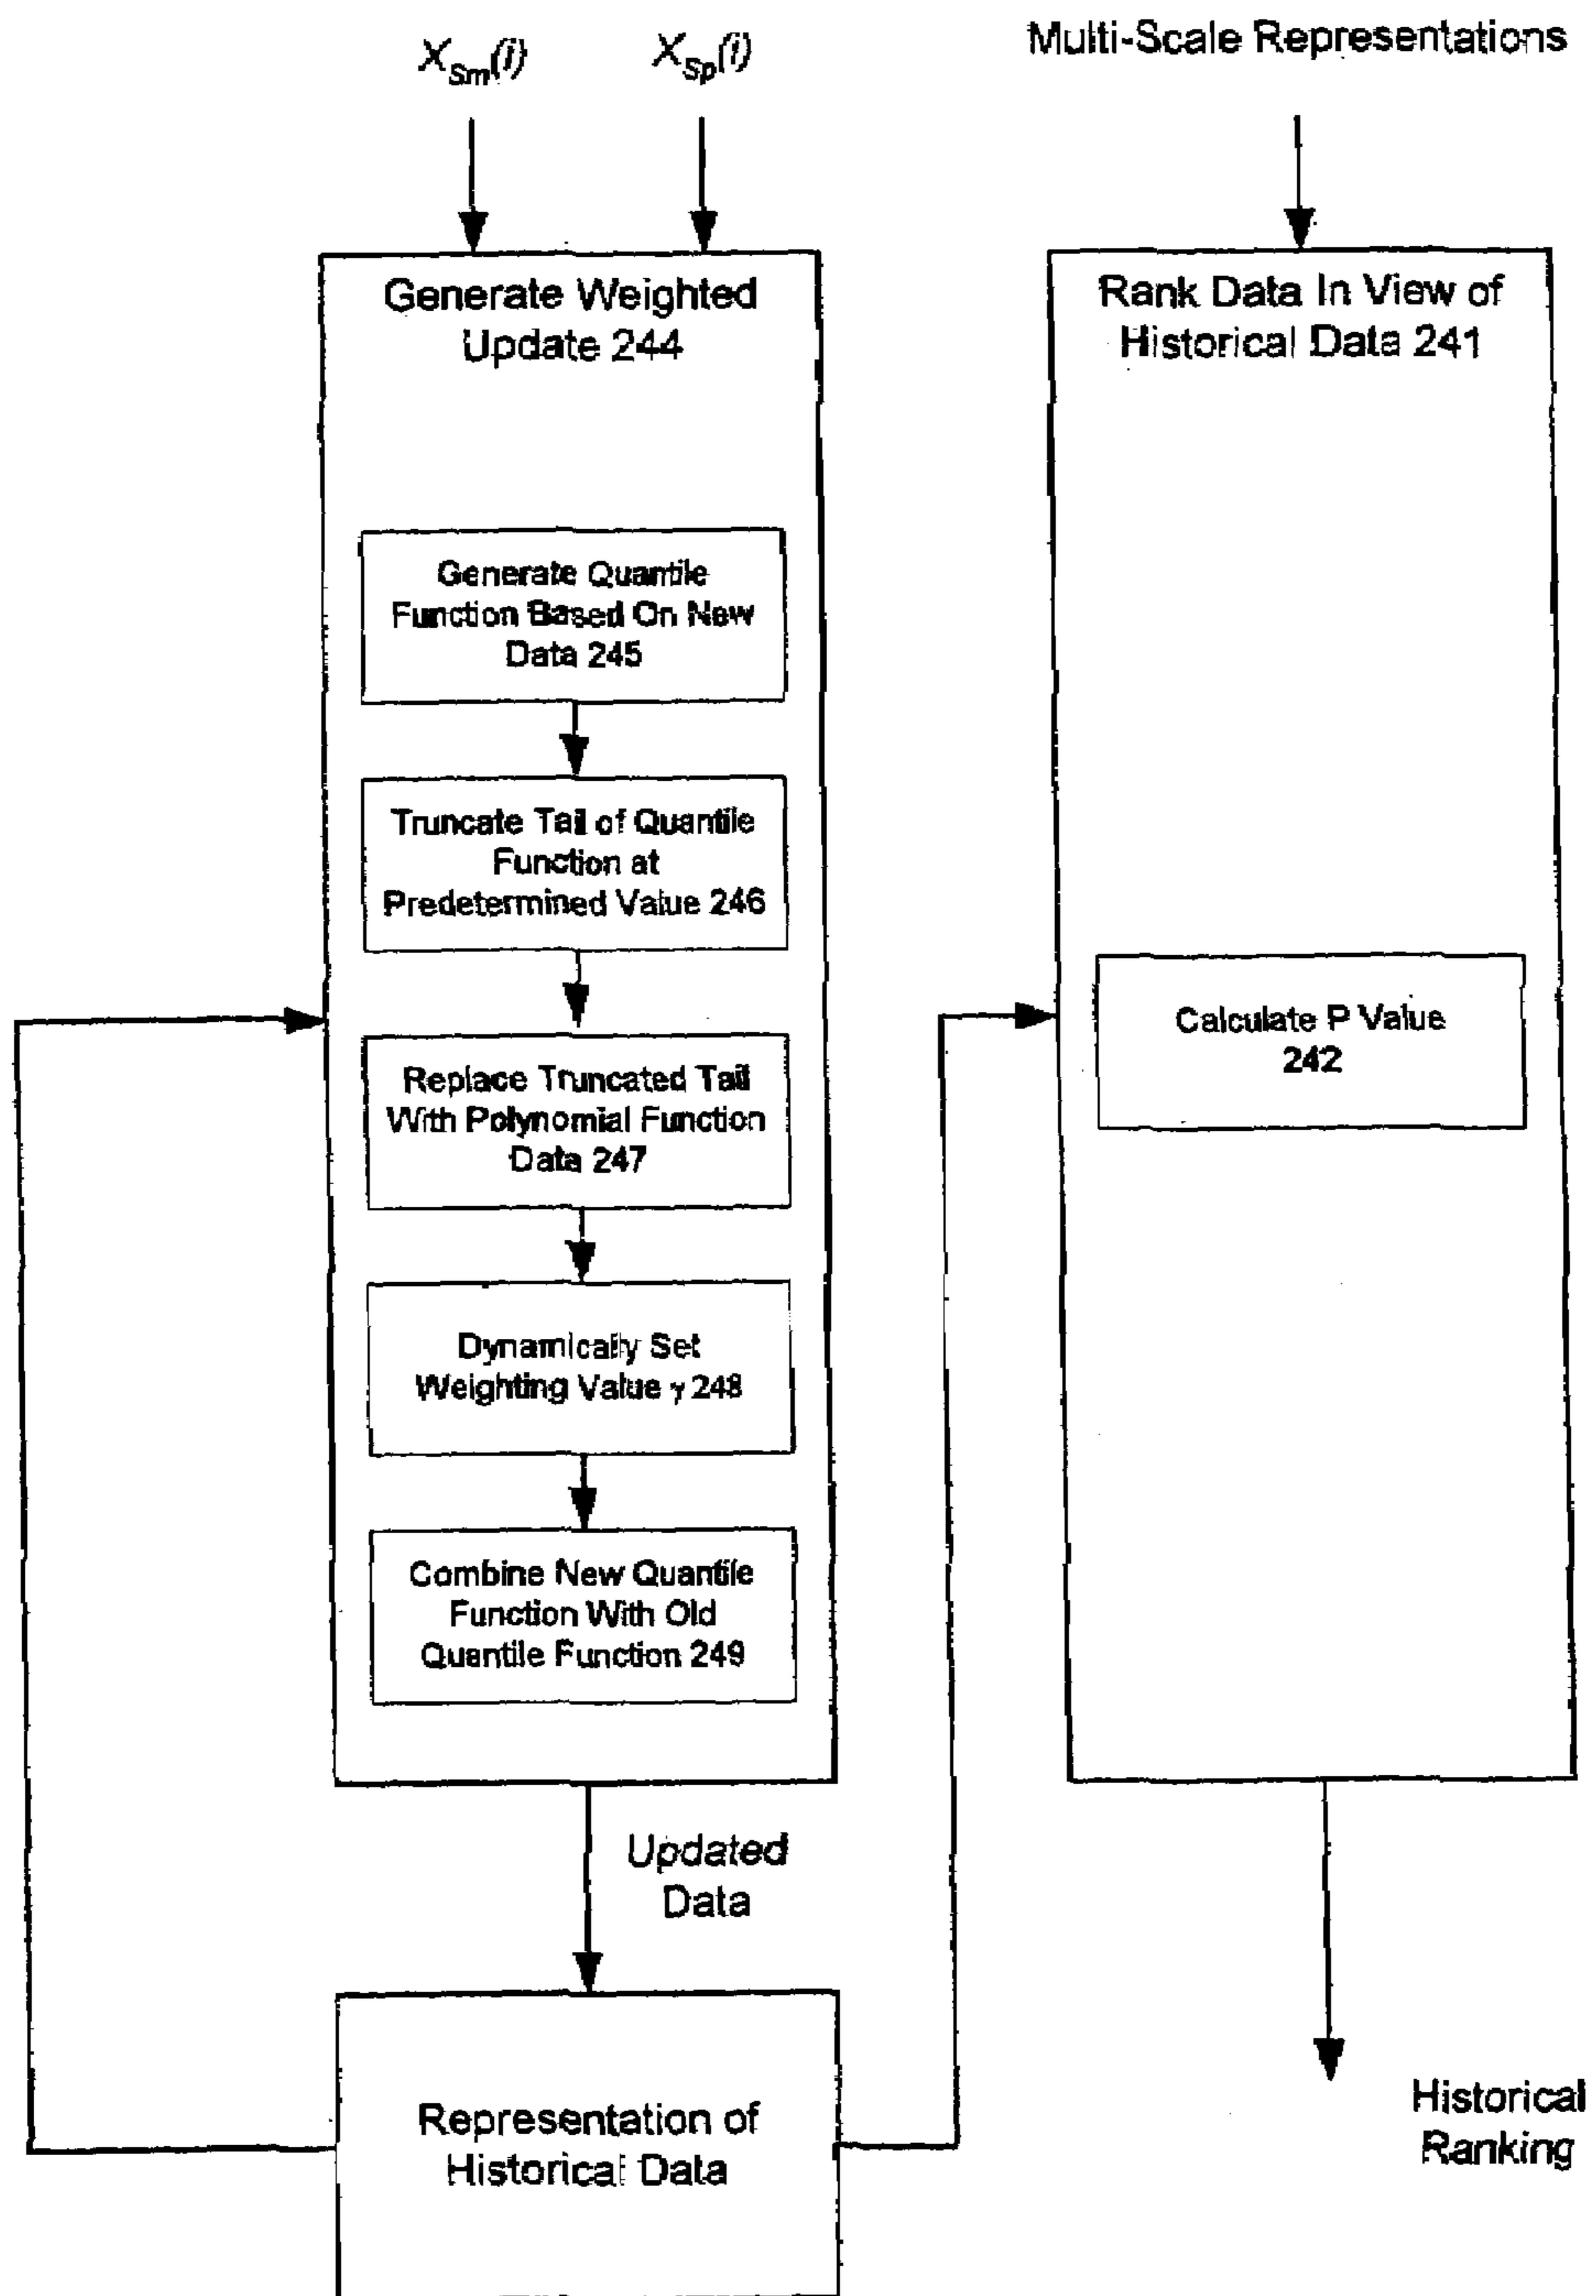 X_Sm(i) X_Sp(i)
Multi-Scale Representations
Generate Weighted
Update 244
Generate Quantile
Function Based On New
Data 245
Truncate Tail of Quantile
Function at
Predetermined Value 246
Replace Truncated Tail
With Polynomial Function
Data 247
Dynamically Set
Weighting Value γ 248
Combine New Quantile
Function With Old
Quantile Function 249
Updated
Data
Representation of
Historical Data
Rank Data In View of
Historical Data 241
Calculate P Value
242
Historical
Ranking